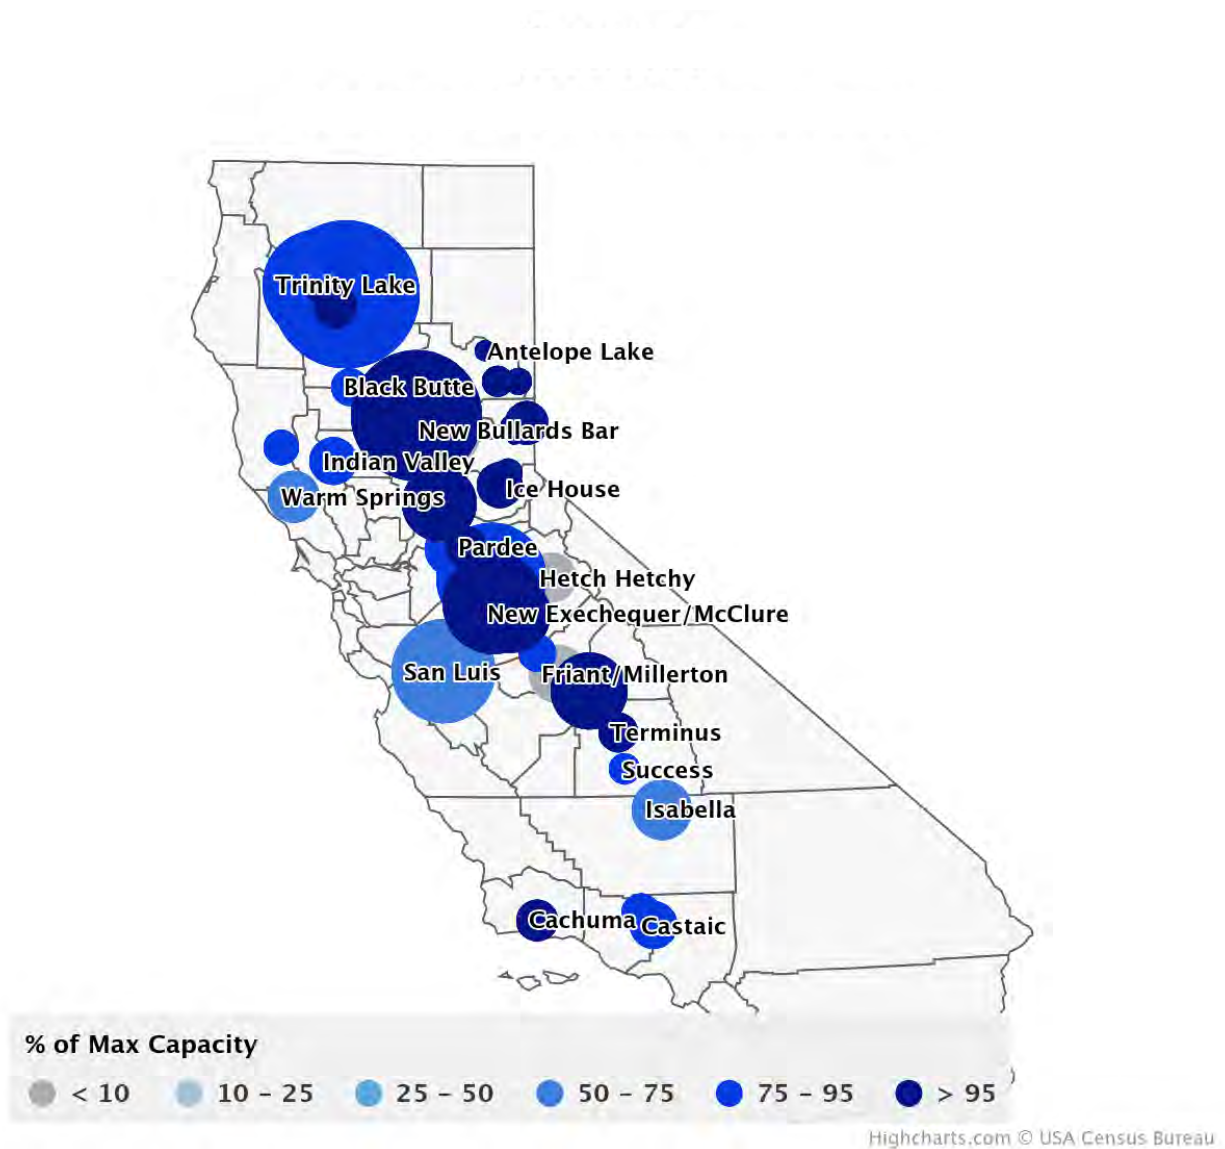 Trinity Lake
Antelope Lake
Black Butte
New Bullards Bar
Indian Valley
Ice House
Warm Springs
Pardee
Hetch Hetchy
New Exechequer/McClure
San Luis
Friant/Millerton
Terminus
Success
Isabella
Cachuma
Castaic
% of Max Capacity
< 10
10 - 25
25 - 50
50 - 75
75 - 95
> 95
Highcharts.com © USA Census Bureau